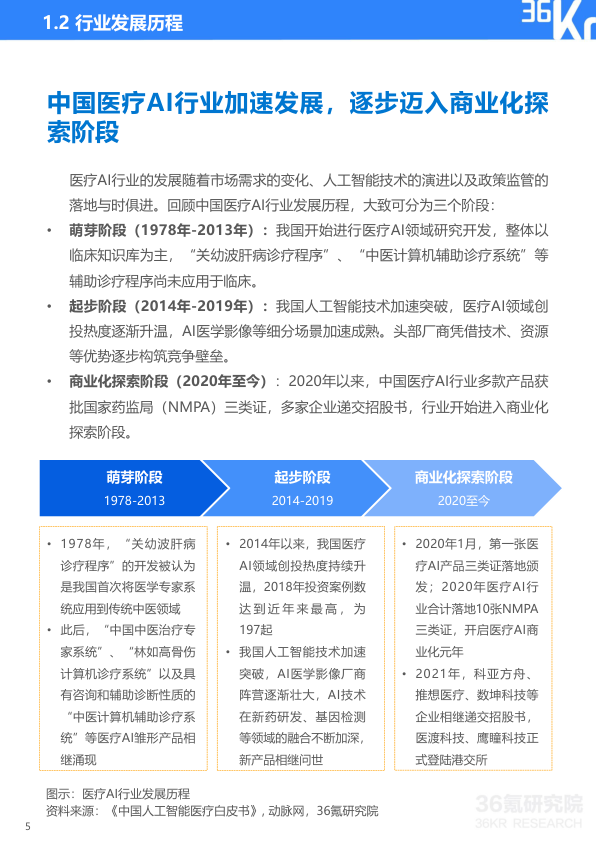 1.2 行业发展历程
36Kr
中国医疗AI行业加速发展，逐步迈入商业化探
索阶段
医疗AI行业的发展随着市场需求的变化、人工智能技术的演进以及政策监管的
落地与时俱进。回顾中国医疗AI行业发展历程，大致可分为三个阶段：
• 萌芽阶段（1978年-2013年）：我国开始进行医疗AI领域研究开发，整体以
临床知识库为主，“关幼波肝病诊疗程序”、“中医计算机辅助诊疗系统”等
辅助诊疗程序尚未应用于临床。
• 起步阶段（2014年-2019年）：我国人工智能技术加速突破，医疗AI领域创
投热度逐渐升温，AI医学影像等细分场景加速成熟。头部厂商凭借技术、资源
等优势逐步构筑竞争壁垒。
• 商业化探索阶段（2020年至今）：2020年以来，中国医疗AI行业多款产品获
批国家药监局（NMPA）三类证，多家企业递交招股书，行业开始进入商业化
探索阶段。
萌芽阶段
1978-2013
起步阶段
2014-2019
商业化探索阶段
2020至今
• 1978年，“关幼波肝病
诊疗程序”的开发被认为
是我国首次将医学专家系
统应用到传统中医领域
• 此后，“中国中医治疗专
家系统”、“林如高骨伤
计算机诊疗系统”以及具
有咨询和辅助诊断性质的
“中医计算机辅助诊疗系
统”等医疗AI雏形产品相
继涌现
• 2014年以来，我国医疗
AI领域创投热度持续升
温，2018年投资案例数
达到近年来最高，为
197起
• 我国人工智能技术加速
突破，AI医学影像厂商
阵营逐渐壮大，AI技术
在新药研发、基因检测
等领域的融合不断加深，
新产品相继问世
• 2020年1月，第一张医
疗AI产品三类证落地颁
发；2020年医疗AI行
业合计落地10张NMPA
三类证，开启医疗AI商
业化元年
• 2021年，科亚方舟、
推想医疗、数坤科技等
企业相继递交招股书，
医渡科技、鹰瞳科技正
式登陆港交所
图示：医疗AI行业发展历程
资料来源：《中国人工智能医疗白皮书》, 动脉网，36氪研究院
36氪研究院
36KR RESEARCH
5